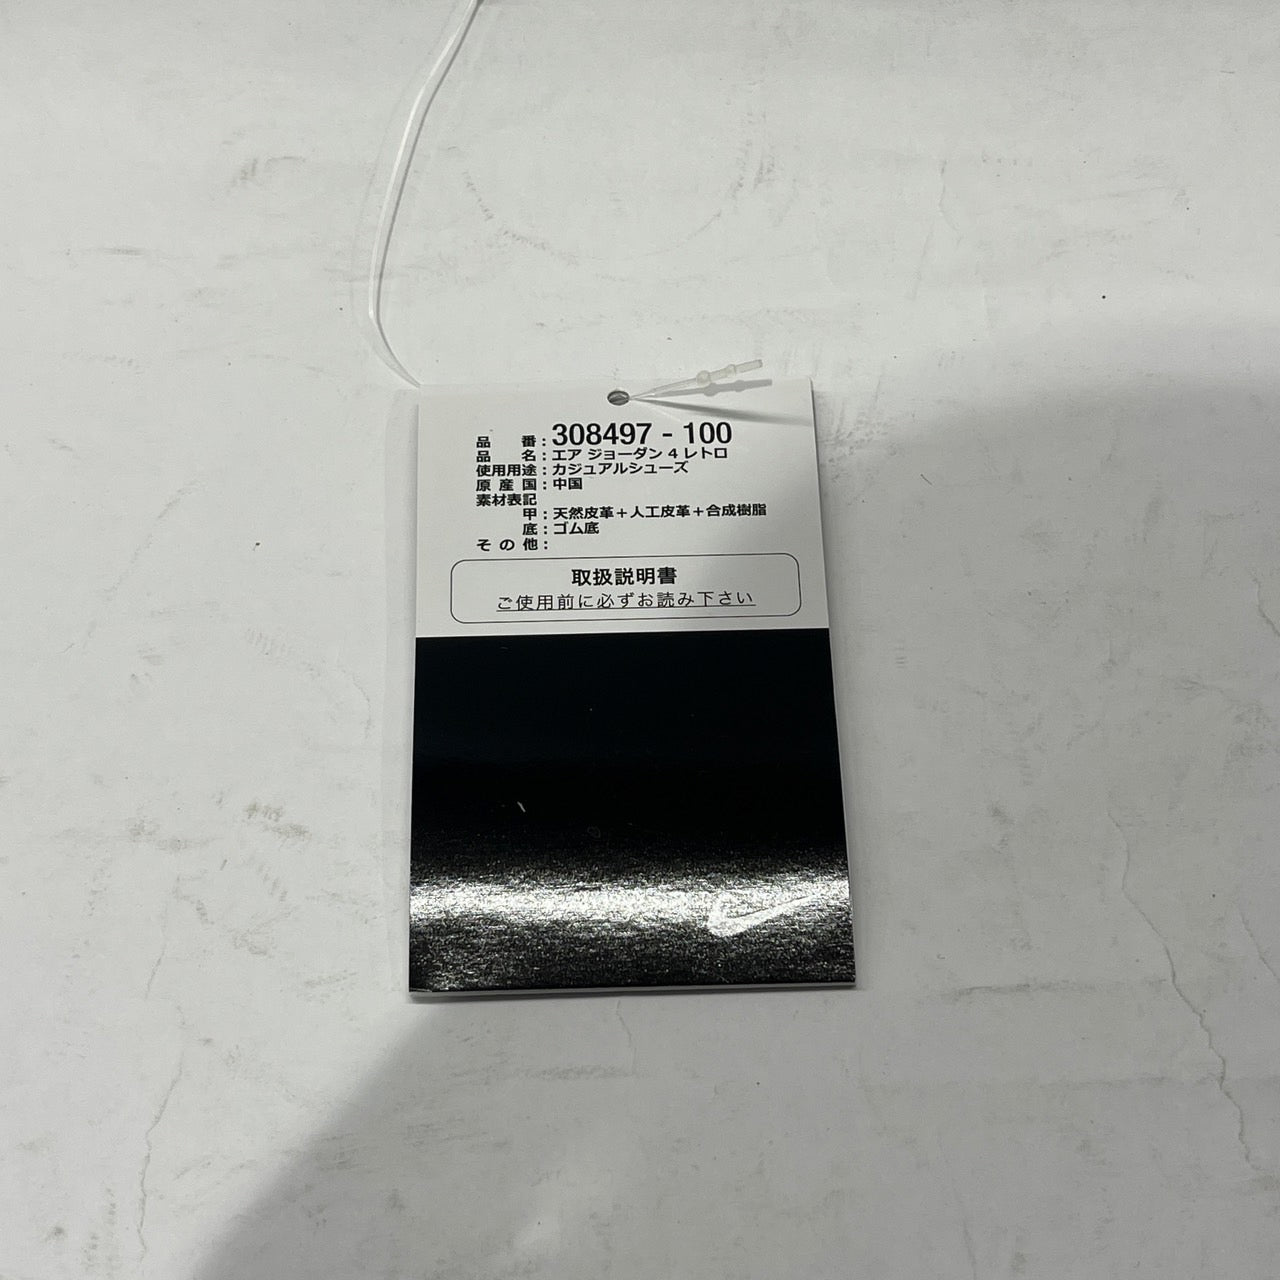 品 番：308497 - 100
品 名：エア ジョーダン 4 レトロ
使用用途：カジュアルシューズ
原 産 国：中国
素材表記
甲：天然皮革＋人工皮革＋合成樹脂
底：ゴム底
そ の 他：
取扱説明書
ご使用前に必ずお読み下さい